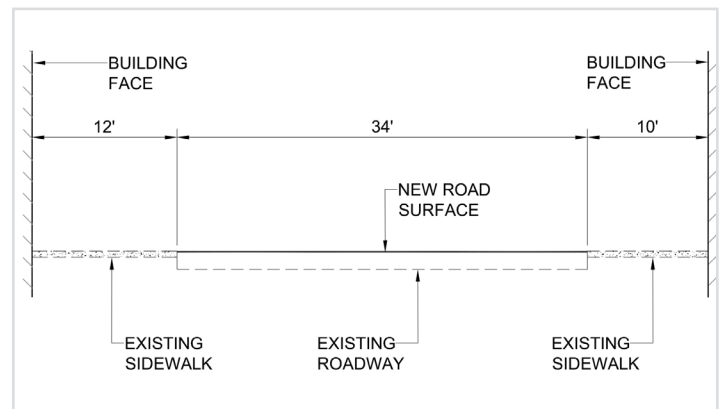 BUILDING
FACE
BUILDING
FACE
12'
34'
10'
NEW ROAD
SURFACE
EXISTING
SIDEWALK
EXISTING
ROADWAY
EXISTING
SIDEWALK